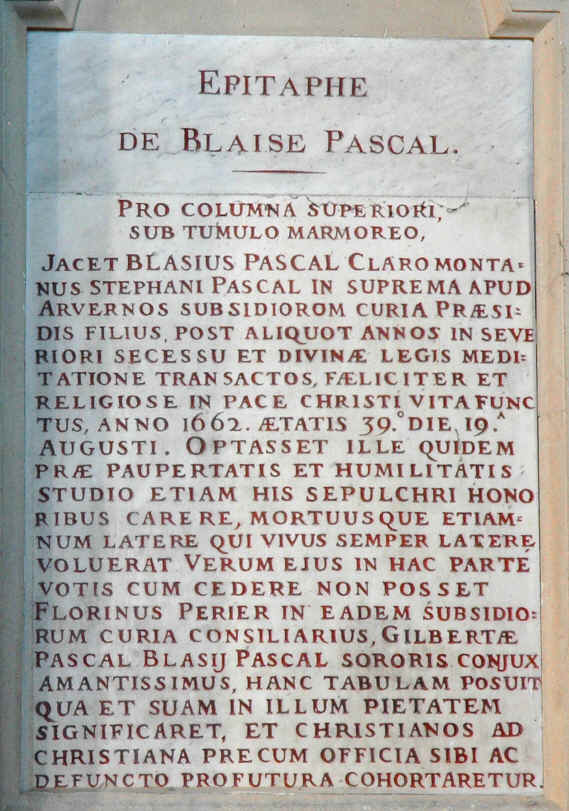 EPITAPHE
DE BLAISE PASCAL.
PRO COLUMNA SUPERIORI,
SUB TUMULO MARMOREO,
JACET BLASIUS PASCAL CLAROMONTA=
NUS STEPHANI PASCAL IN SUPREMA APUD
ARVERNOS SUBSIDIORUM CURIA PRÆSI=
DIS FILIUS, POST ALIQUOT ANNOS IN SEVE
RIORI SECESSU ET DIVINÆ LEGIS MEDI=
TATIONE TRANSACTOS, FÆLICITER ET
RELIGIOSE IN PACE CHRISTI VITA FUNC
TUS, ANNO 1662. ÆTATIS 39.° DIE 19.ᴬ
AUGUSTI. OPTASSET ILLE QUIDEM
PRÆ PAUPERTATIS ET HUMILITATIS
STUDIO ETIAM HIS SEPULCHRI HONO
RIBUS CARERE, MORTUUSQUE ETIAM=
NUM LATERE QUI VIVUS SEMPER LATERE
VOLUERAT VERUM EJUS IN HAC PARTE
VOTIS CUM CEDERE NON POSSET
FLORINUS PERIER IN EADEM SUBSIDIO=
RUM CURIA CONSILIARIUS, GILBERTÆ
PASCAL BLASIJ PASCAL SORORIS CONJUX
AMANTISSIMUS, HANC TABULAM POSUIT
QUA ET SUAM IN ILLUM PIETATEM
SIGNIFICARET, ET CHRISTIANOS AD
CHRISTIANA PRECUM OFFICIA SIBI AC
DEFUNCTO PROFUTURA COHORTARETUR.